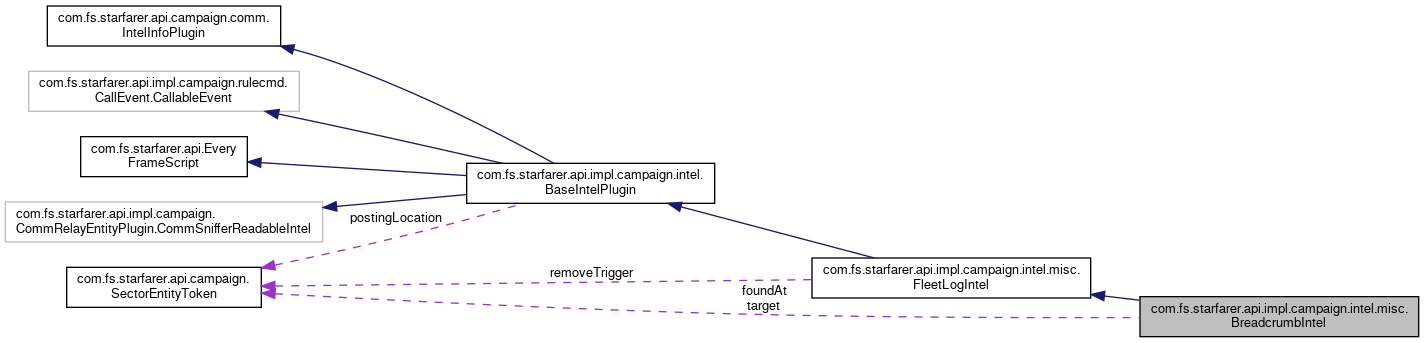 com.fs.starfarer.api.campaign.comm.
IntelInfoPlugin
com.fs.starfarer.api.impl.campaign.rulecmd.
CallEvent.CallableEvent
com.fs.starfarer.api.Every
FrameScript
com.fs.starfarer.api.impl.campaign.intel.
BaseIntelPlugin
com.fs.starfarer.api.impl.campaign.
CommRelayEntityPlugin.CommSnifferReadableIntel
postingLocation
com.fs.starfarer.api.campaign.
SectorEntityToken
removeTrigger
com.fs.starfarer.api.impl.campaign.intel.misc.
FleetLogIntel
foundAt
target
com.fs.starfarer.api.impl.campaign.intel.misc.
BreadcrumbIntel